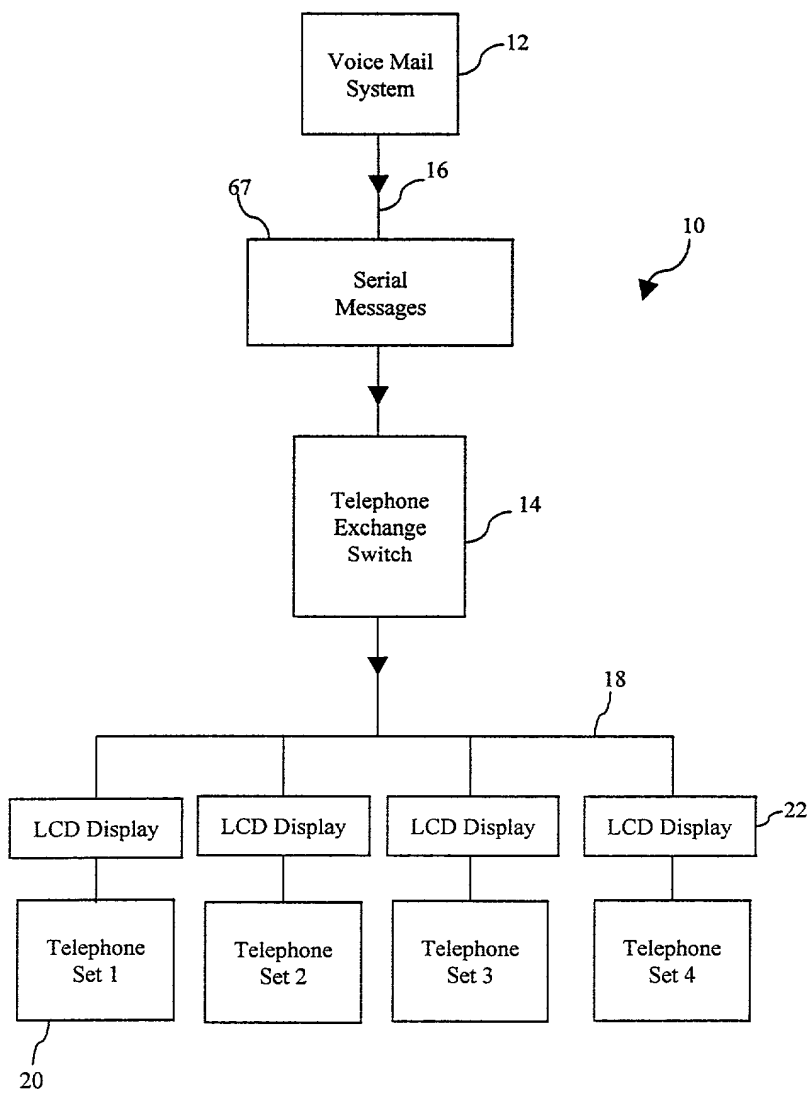 Voice Mail
System
12
16
67
Serial
Messages
10
Telephone
Exchange
Switch
14
18
LCD Display
LCD Display
LCD Display
LCD Display
22
Telephone
Set 1
Telephone
Set 2
Telephone
Set 3
Telephone
Set 4
20